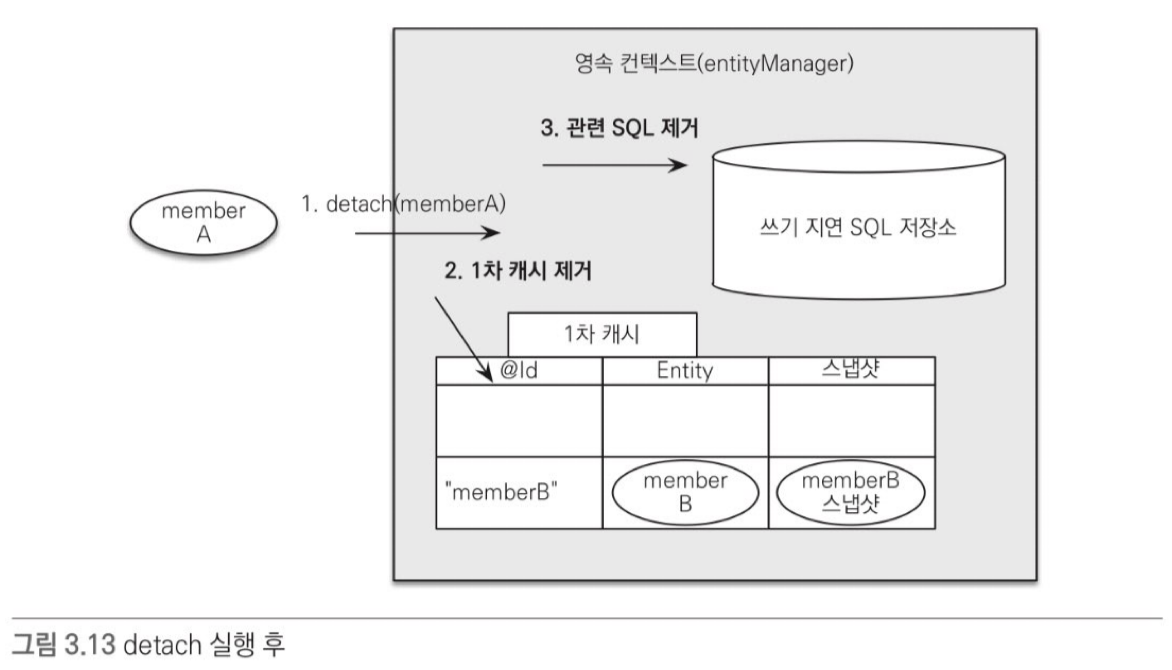 영속 컨텍스트(entityManager)
3. 관련 SQL 제거
member
A
1. detach(memberA)
쓰기 지연 SQL 저장소
2. 1차 캐시 제거
1차 캐시
@Id Entity 스냅샷
"memberB"
member
B
memberB
스냅샷
그림 3.13 detach 실행 후